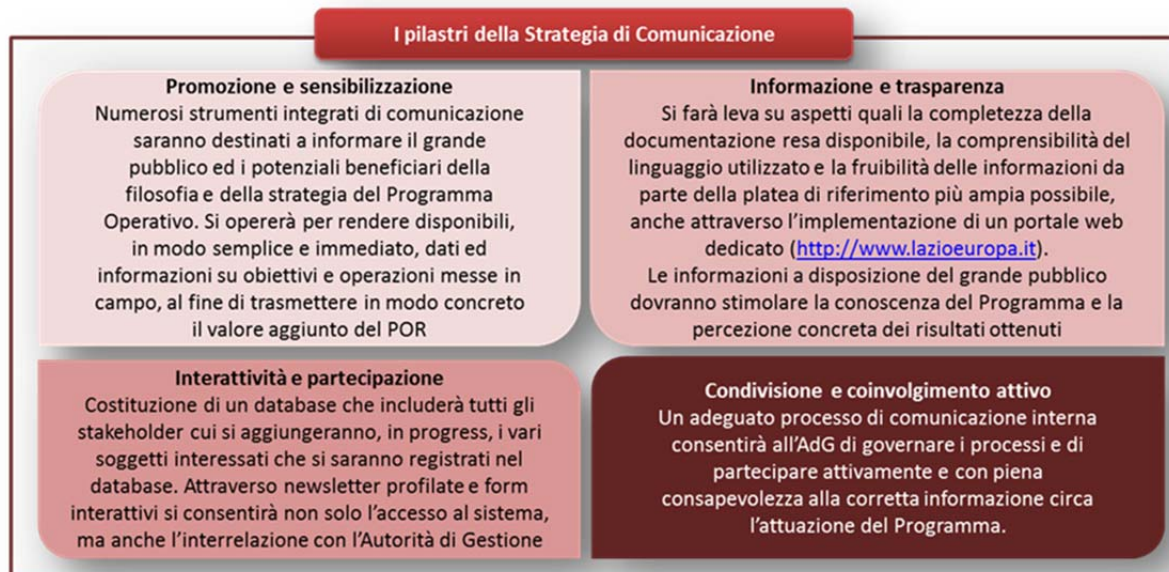 I pilastri della Strategia di Comunicazione
Promozione e sensibilizzazione
Numerosi strumenti integrati di comunicazione
saranno destinati a informare il grande
pubblico ed i potenziali beneficiari della
filosofia e della strategia del Programma
Operativo. Si opererà per rendere disponibili,
in modo semplice e immediato, dati ed
informazioni su obiettivi e operazioni messe in
campo, al fine di trasmettere in modo concreto
il valore aggiunto del POR
Informazione e trasparenza
Si farà leva su aspetti quali la completezza della
documentazione resa disponibile, la comprensibilità del
linguaggio utilizzato e la fruibilità delle informazioni da
parte della platea di riferimento più ampia possibile,
anche attraverso l'implementazione di un portale web
dedicato (http://www.lazioeuropa.it).
Le informazioni a disposizione del grande pubblico
dovranno stimolare la conoscenza del Programma e la
percezione concreta dei risultati ottenuti
Interattività e partecipazione
Costituzione di un database che includerà tutti gli
stakeholder cui si aggiungeranno, in progress, i vari
soggetti interessati che si saranno registrati nel
database. Attraverso newsletter profilate e form
interattivi si consentirà non solo l'accesso al sistema,
ma anche l'interrelazione con l'Autorità di Gestione
Condivisione e coinvolgimento attivo
Un adeguato processo di comunicazione interna
consentirà all'AdG di governare i processi e di
partecipare attivamente e con piena
consapevolezza alla corretta informazione circa
l'attuazione del Programma.